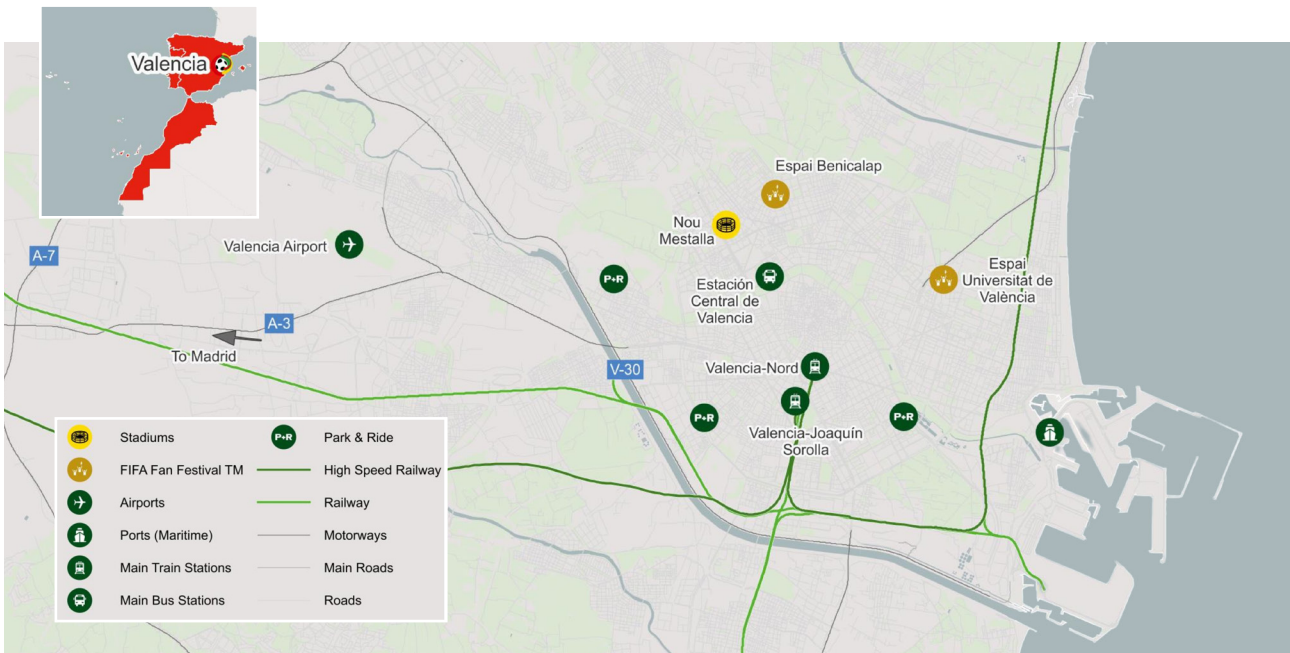 Valencia
Espai Benicalap
Nou
Mestalla
Valencia Airport
A-7
P+R
Estación
Central de
Valencia
Espai
Universitat de
València
A-3
To Madrid
V-30
Valencia-Nord
P+R
P+R
Valencia-Joaquín
Sorolla
Stadiums
P+R Park & Ride
FIFA Fan Festival TM
High Speed Railway
Airports
Railway
Ports (Maritime)
Motorways
Main Train Stations
Main Roads
Main Bus Stations
Roads